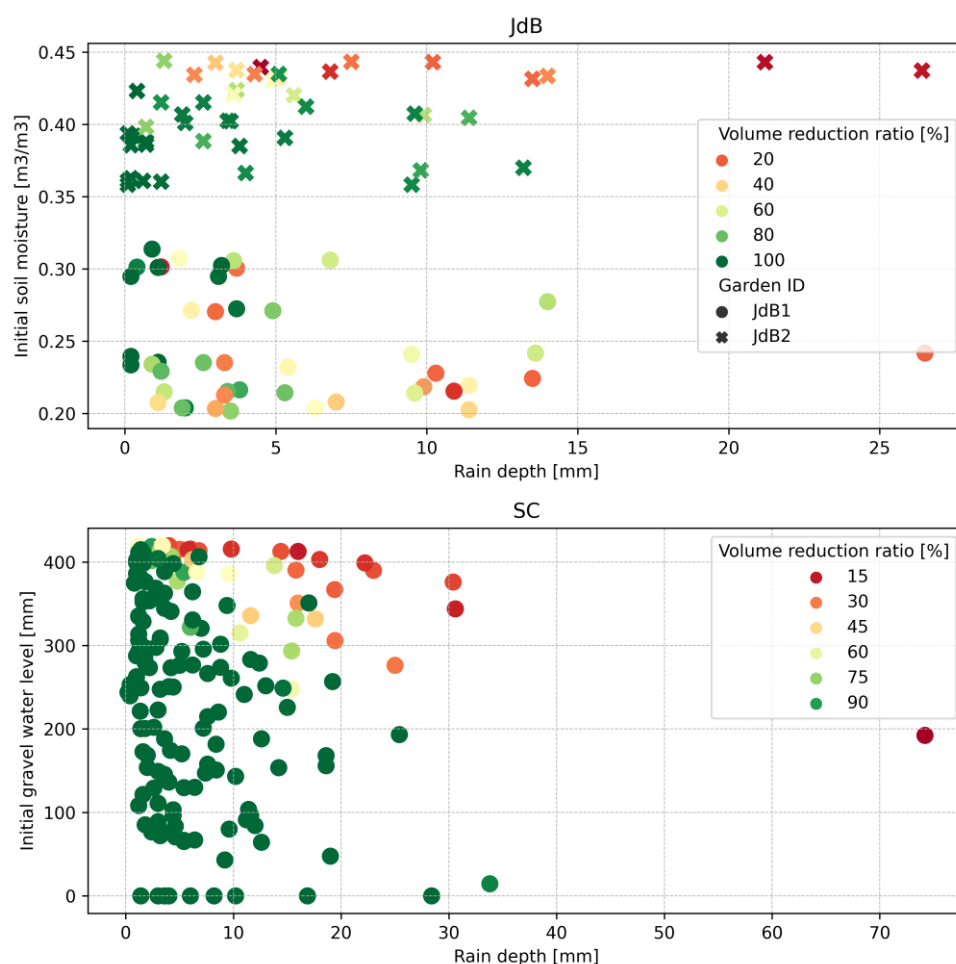 JdB
Initial soil moisture [m3/m3]
0.45
0.40
0.35
0.30
0.25
0.20
Volume reduction ratio [%]
20
40
60
80
100
Garden ID
JdB1
JdB2
0 5 10 15 20 25
Rain depth [mm]
SC
Initial gravel water level [mm]
400
300
200
100
0
Volume reduction ratio [%]
15
30
45
60
75
90
0 10 20 30 40 50 60 70
Rain depth [mm]